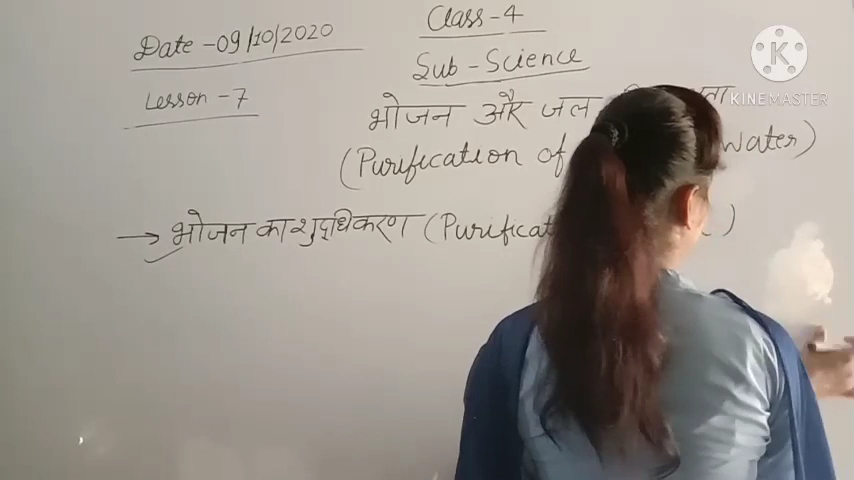 Date -09/10/2020
Class-4
Sub-Science
Lesson-7
भोजन और जल
(Purification of Water)
→ भोजन का शुद्धिकरण (Purificat )
K
KINEMASTER